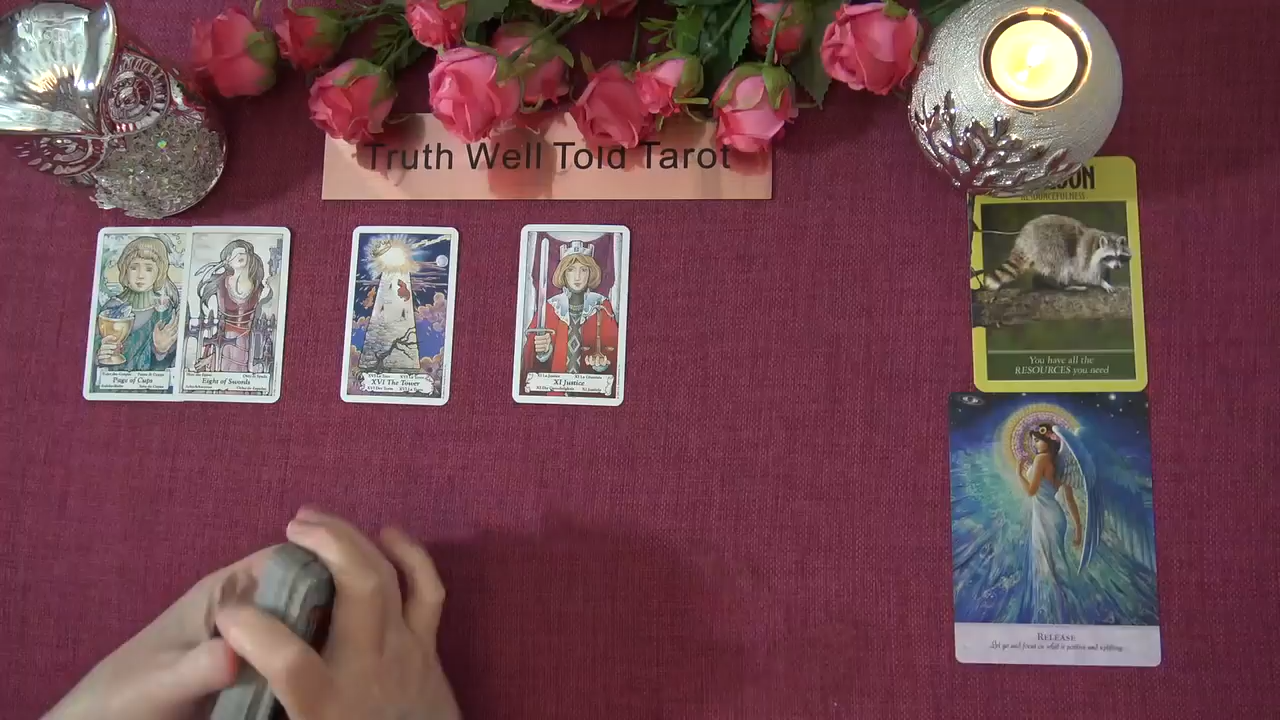 Truth Well Told Tarot
RESOURCEFULNESS
You have all the
RESOURCES you need
Page of Cups
Eight of Swords
XVI The Tower
XI Justice
RELEASE
Let go and focus on what is positive and uplifting.